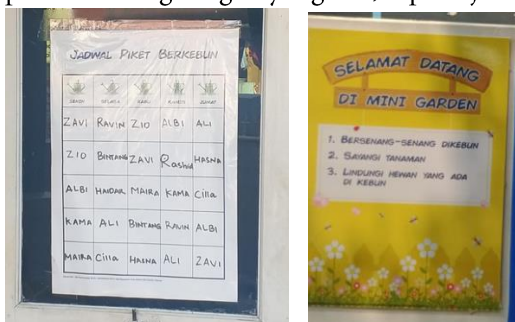 JADWAL PIKET BERKEBUN
SENIN SELASA RABU KAMIS JUMAT
ZAVI RAVIN ZIO ALBI ALI
ZIO BINTANG ZAVI Rashid HASNA
ALBI HAIDAR MAIRA KAMA Cilla
KAMA ALI BINTANG RAVIN ALBI
MAIRA Cilla HASNA ALI ZAVI
SELAMAT DATANG
DI MINI GARDEN
1. BERSENANG-SENANG DIKEBUN
2. SAYANGI TANAMAN
3. LINDUNGI HEWAN YANG ADA
DI KEBUN